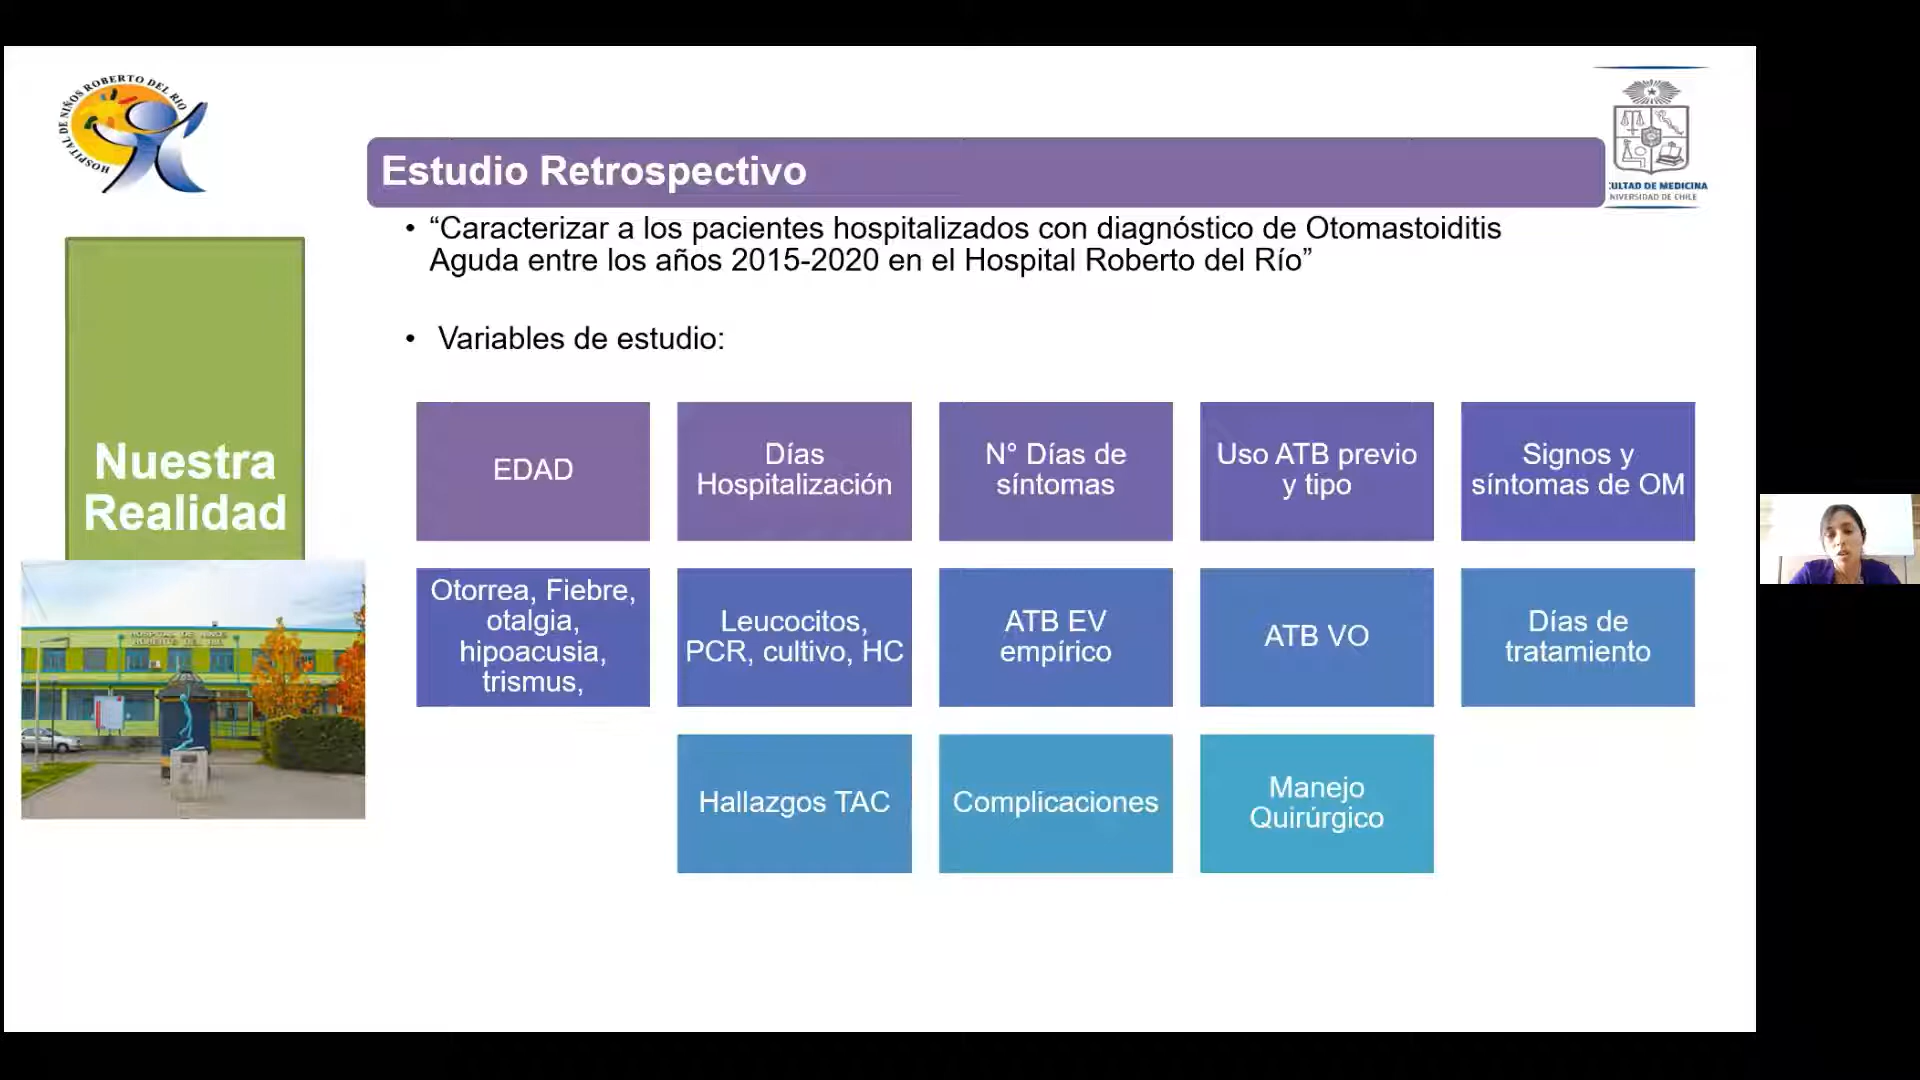 HOSPITAL DE NIÑOS ROBERTO DEL RIO
CULTAD DE MEDICINA
NIVERSIDAD DE CHILE
Estudio Retrospectivo
• “Caracterizar a los pacientes hospitalizados con diagnóstico de Otomastoiditis
Aguda entre los años 2015-2020 en el Hospital Roberto del Río”
• Variables de estudio:
Nuestra
Realidad
EDAD
Días
Hospitalización
N° Días de
síntomas
Uso ATB previo
y tipo
Signos y
síntomas de OM
Otorrea, Fiebre,
otalgia,
hipoacusia,
trismus,
Leucocitos,
PCR, cultivo, HC
ATB EV
empírico
ATB VO
Días de
tratamiento
Hallazgos TAC
Complicaciones
Manejo
Quirúrgico